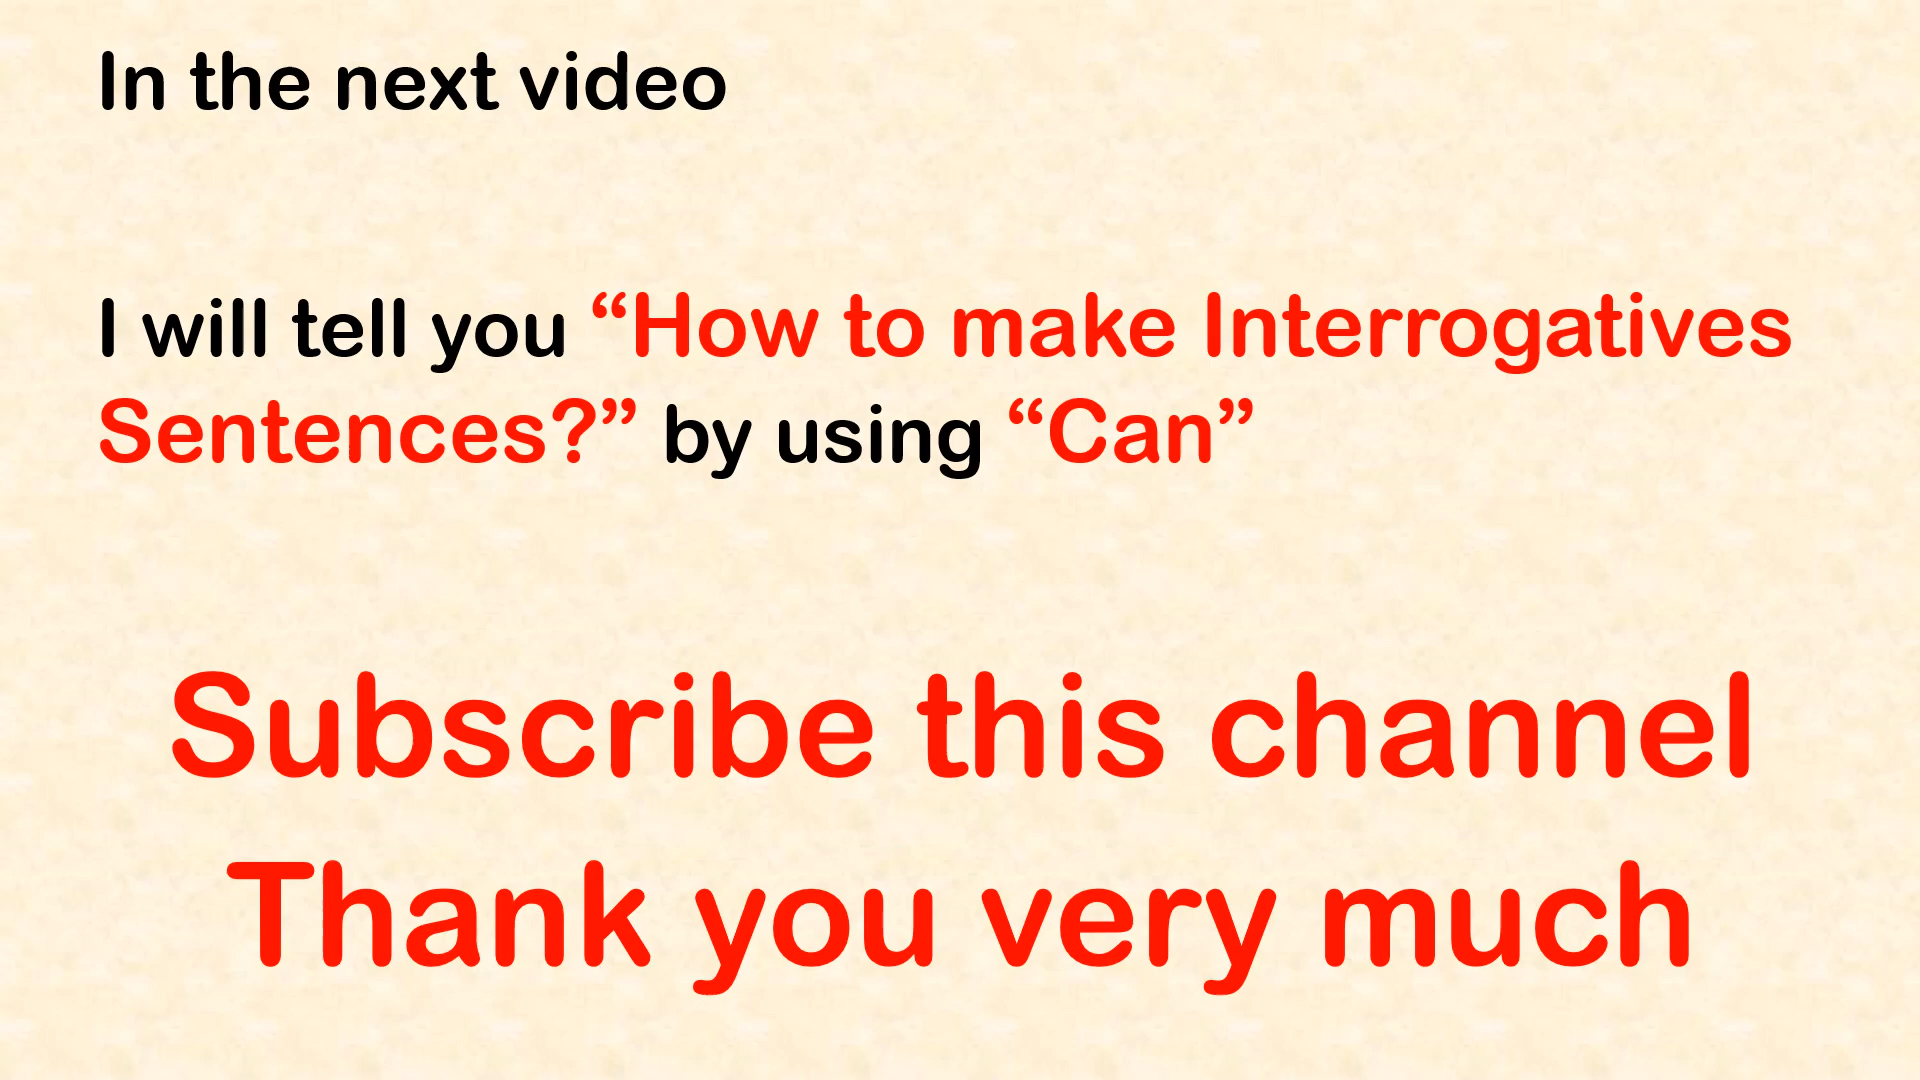 In the next video
I will tell you “How to make Interrogatives
Sentences?” by using “Can”
Subscribe this channel
Thank you very much